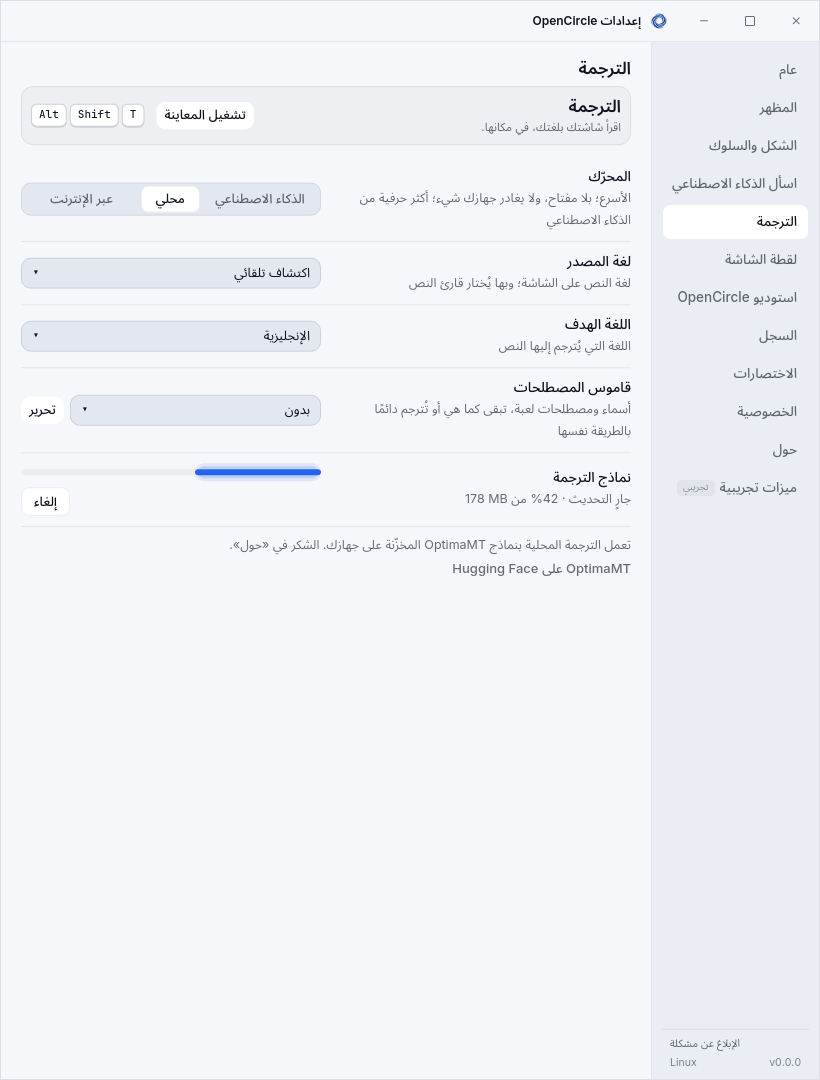 إعدادات OpenCircle
عام
المظهر
الشكل والسلوك
اسأل الذكاء الاصطناعي
الترجمة
لقطة الشاشة
استوديو OpenCircle
السجل
الاختصارات
الخصوصية
حول
ميزات تجريبية تجريبي
الإبلاغ عن مشكلة
v0.0.0 Linux
الترجمة
الترجمة
اقرأ شاشتك بلغتك، في مكانها.
تشغيل المعاينة
Alt Shift T
المحرّك
الأسرع؛ بلا مفتاح، ولا يغادر جهازك شيء؛ أكثر حرفية من
الذكاء الاصطناعي
الذكاء الاصطناعي محلي عبر الإنترنت
لغة المصدر
لغة النص على الشاشة؛ وبها يُختار قارئ النص
اكتشاف تلقائي
اللغة الهدف
اللغة التي يُترجم إليها النص
الإنجليزية
قاموس المصطلحات
أسماء ومصطلحات لعبة، تبقى كما هي أو تُترجم دائمًا
بالطريقة نفسها
بدون
تحرير
نماذج الترجمة
جارٍ التحديث · 42% من 178 MB
إلغاء
تعمل الترجمة المحلية بنماذج OptimaMT المخزّنة على جهازك. الشكر في «حول».
OptimaMT على Hugging Face